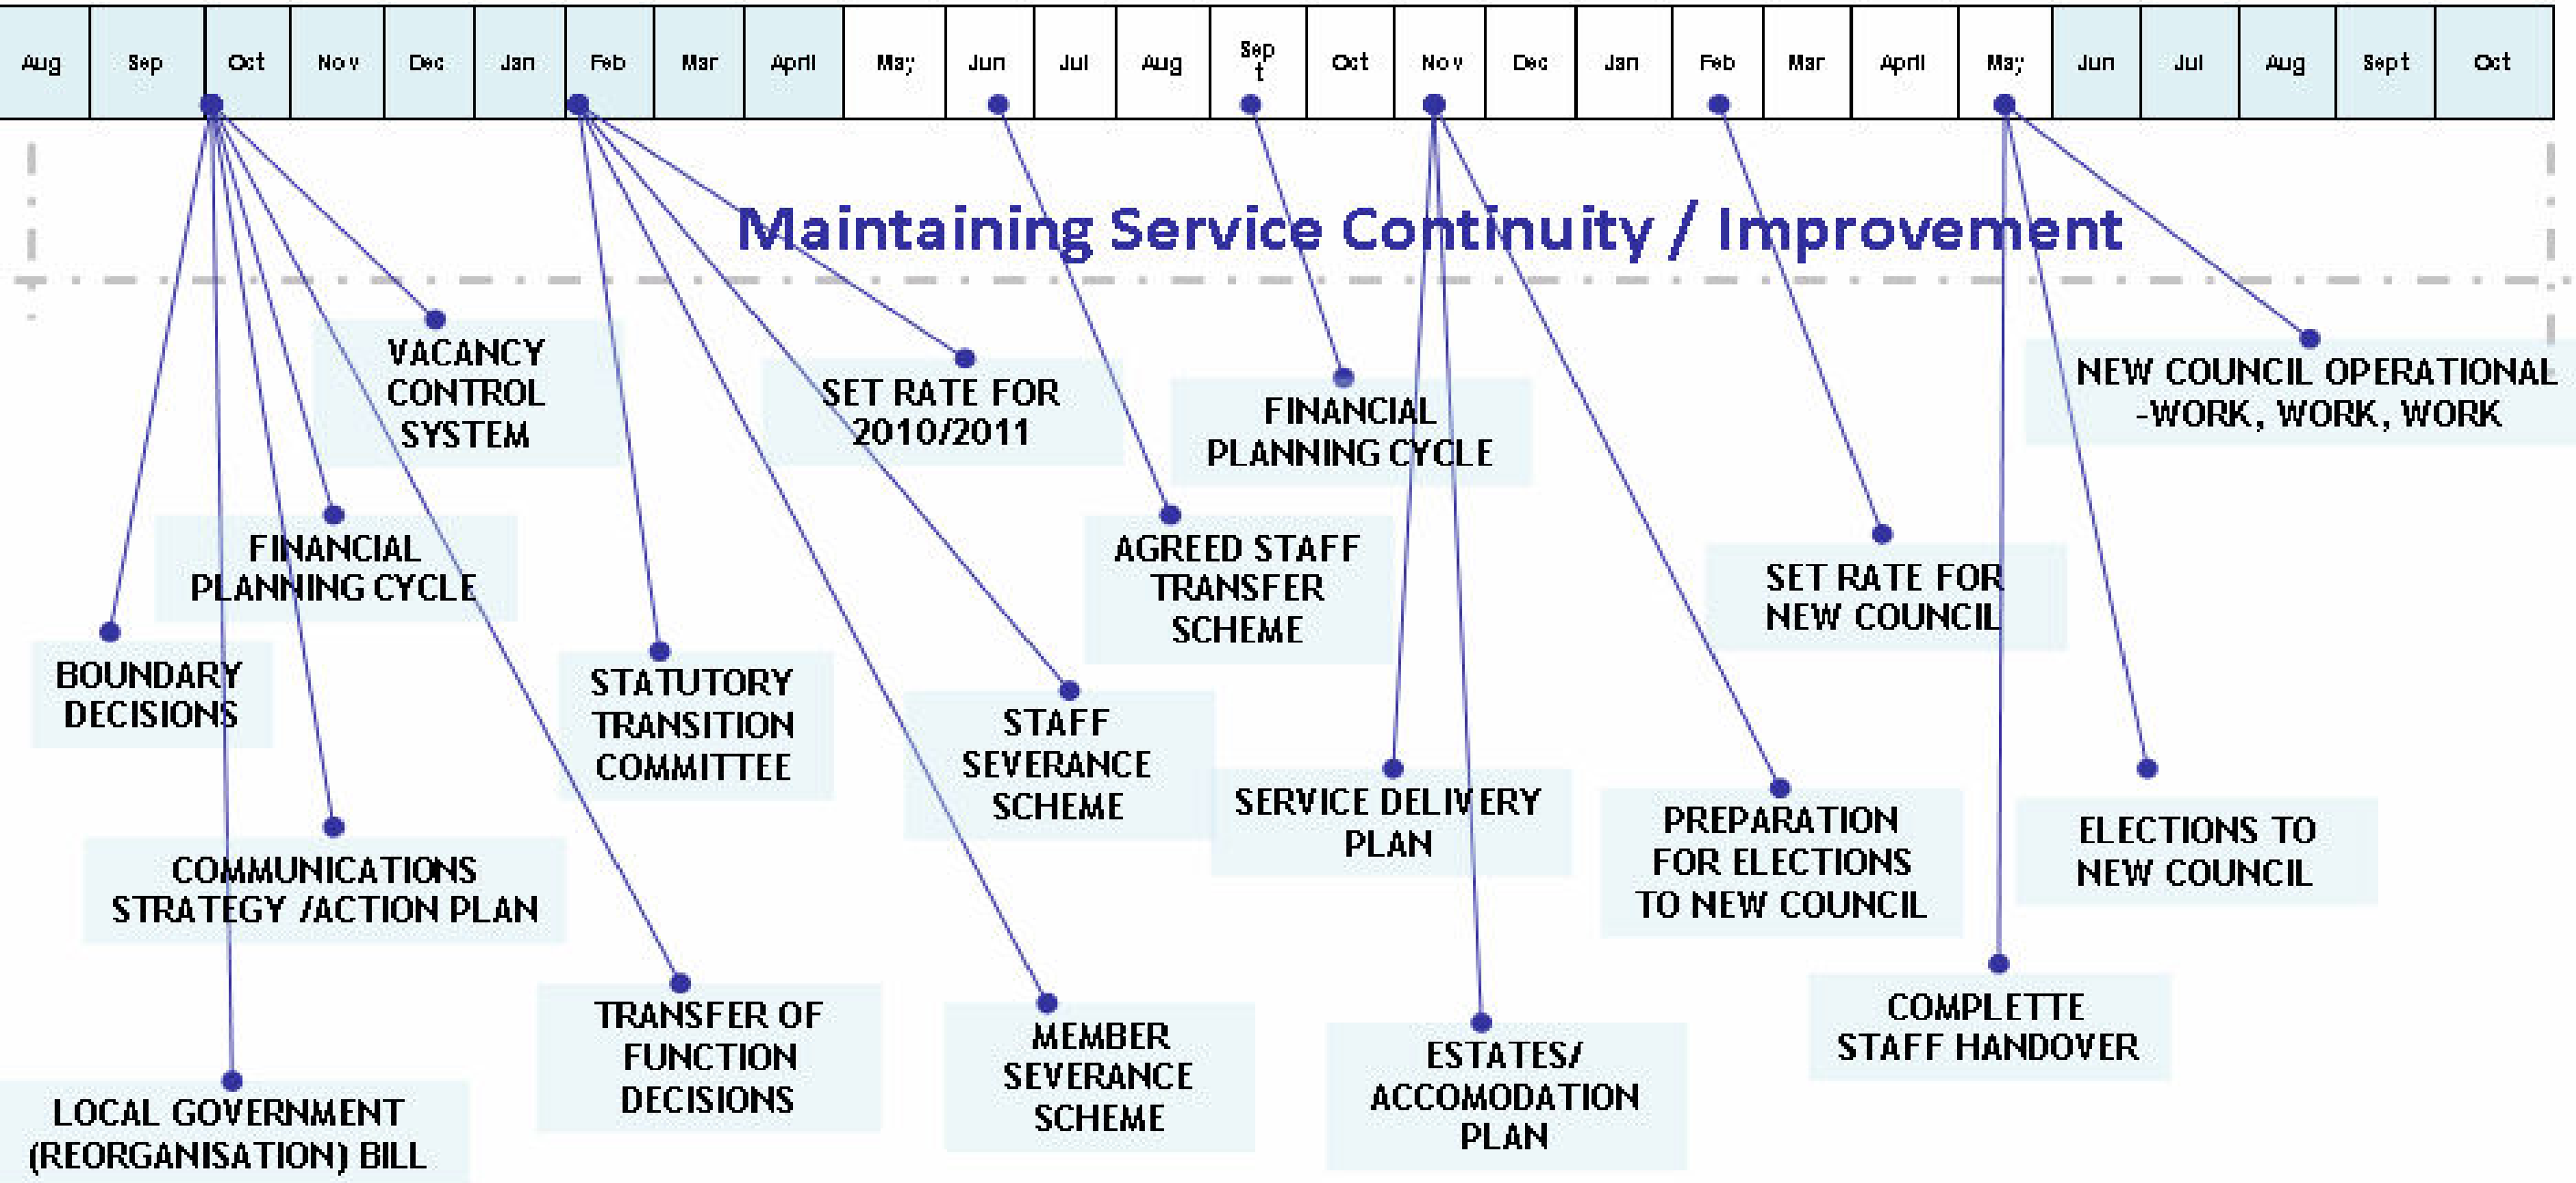 Aug Sep Oct Nov Dec Jan Feb Mar April May Jun Jul Aug Sep Oct Nov Dec Jan Feb Mar April May Jun Jul Aug Sept Oct
t
Maintaining Service Continuity / Improvement
VACANCY
CONTROL
SYSTEM
SET RATE FOR
2010/2011
FINANCIAL
PLANNING CYCLE
NEW COUNCIL OPERATIONAL
-WORK, WORK, WORK
FINANCIAL
PLANNING CYCLE
AGREED STAFF
TRANSFER
SCHEME
SET RATE FOR
NEW COUNCIL
BOUNDARY
DECISIONS
STATUTORY
TRANSITION
COMMITTEE
STAFF
SEVERANCE
SCHEME
SERVICE DELIVERY
PLAN
PREPARATION
FOR ELECTIONS
TO NEW COUNCIL
ELECTIONS TO
NEW COUNCIL
COMMUNICATIONS
STRATEGY /ACTION PLAN
TRANSFER OF
FUNCTION
DECISIONS
MEMBER
SEVERANCE
SCHEME
ESTATES/
ACCOMODATION
PLAN
COMPLETTE
STAFF HANDOVER
LOCAL GOVERNMENT
(REORGANISATION) BILL